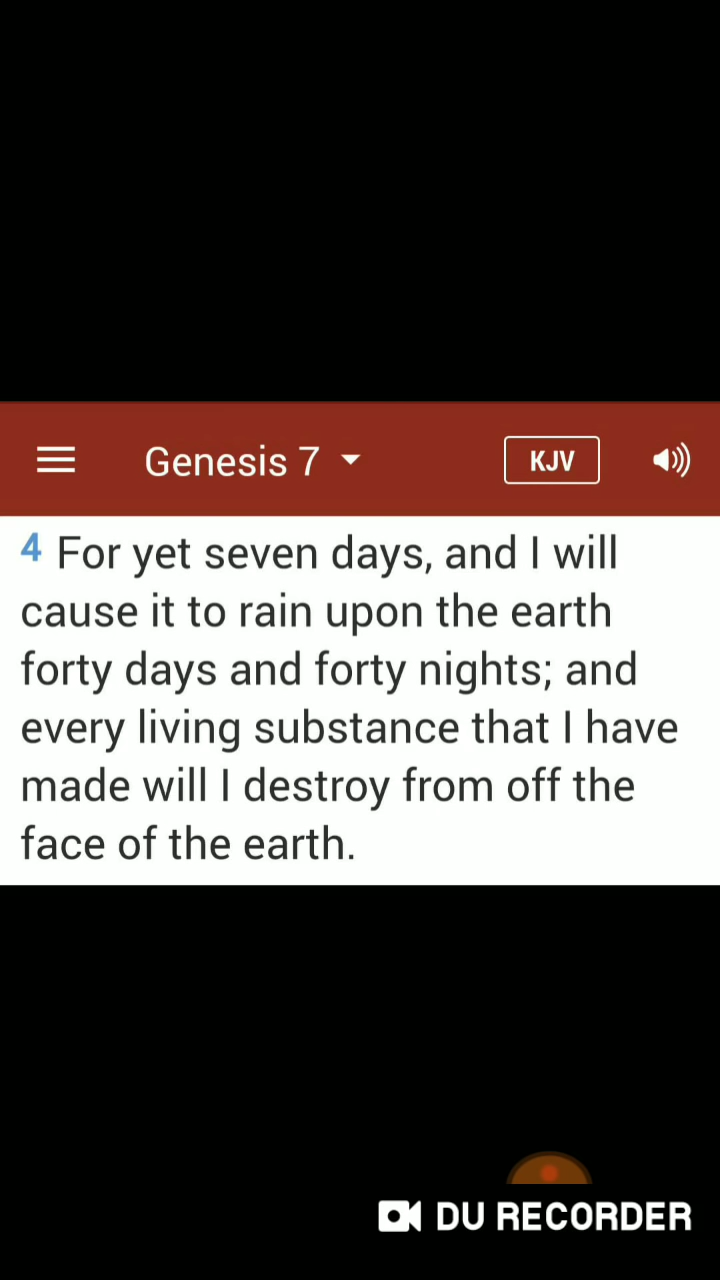 Genesis 7
KJV
4 For yet seven days, and I will
cause it to rain upon the earth
forty days and forty nights; and
every living substance that I have
made will I destroy from off the
face of the earth.
DU RECORDER